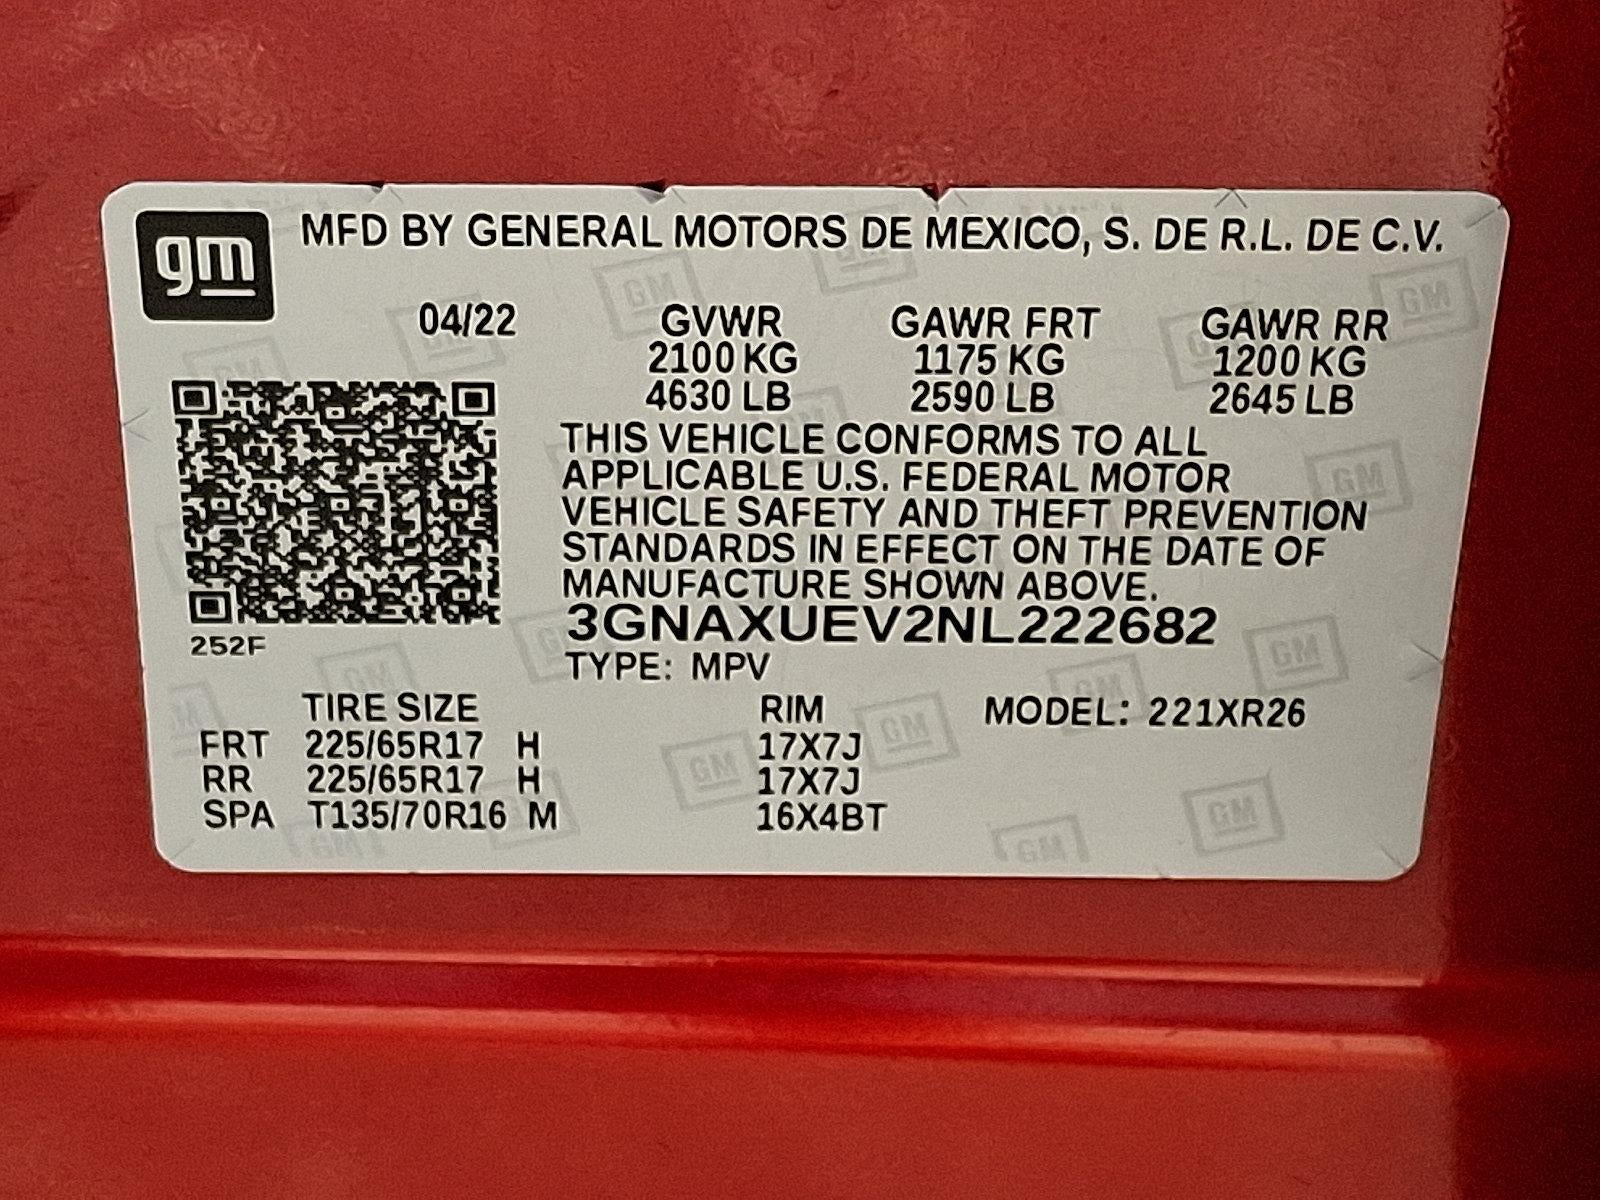 gm MFD BY GENERAL MOTORS DE MEXICO, S. DE R.L. DE C.V.
04/22 GVWR GAWR FRT GAWR RR
2100 KG 1175 KG 1200 KG
4630 LB 2590 LB 2645 LB
THIS VEHICLE CONFORMS TO ALL
APPLICABLE U.S. FEDERAL MOTOR
VEHICLE SAFETY AND THEFT PREVENTION
STANDARDS IN EFFECT ON THE DATE OF
MANUFACTURE SHOWN ABOVE.
3GNAXUEV2NL222682
252F
TYPE: MPV
TIRE SIZE RIM MODEL: 221XR26
FRT 225/65R17 H 17X7J
RR 225/65R17 H 17X7J
SPA T135/70R16 M 16X4BT